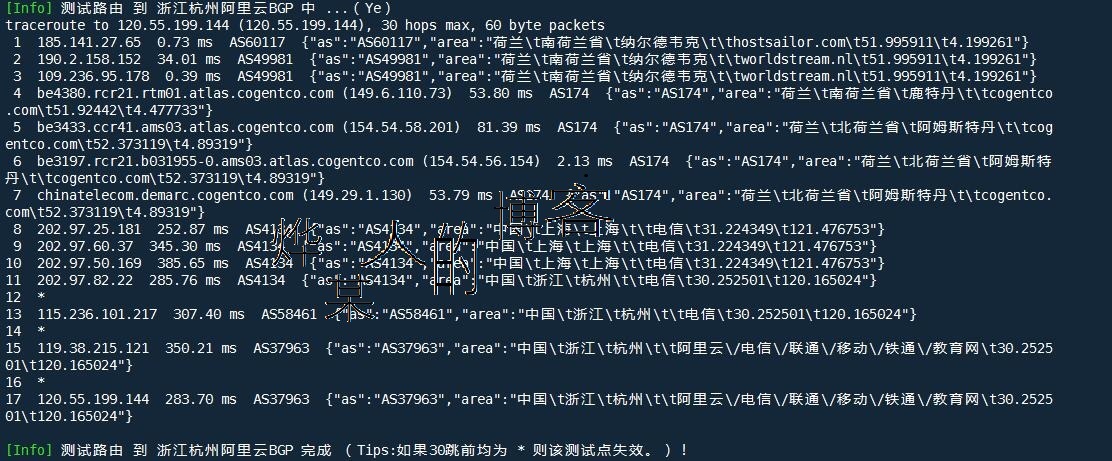 [Info] 测试路由 到 浙江杭州阿里云BGP 中 ...(Ye)
traceroute to 120.55.199.144 (120.55.199.144), 30 hops max, 60 byte packets
1 185.141.27.65 0.73 ms AS60117 {"as":"AS60117","area":"荷兰\t南荷兰省\t纳尔德韦克\t\thostsailor.com\t51.995911\t4.199261"}
2 190.2.158.152 34.01 ms AS49981 {"as":"AS49981","area":"荷兰\t南荷兰省\t纳尔德韦克\t\tworldstream.nl\t51.995911\t4.199261"}
3 109.236.95.178 0.39 ms AS49981 {"as":"AS49981","area":"荷兰\t南荷兰省\t纳尔德韦克\t\tworldstream.nl\t51.995911\t4.199261"}
4 be4380.rcr21.rtm01.atlas.cogentco.com (149.6.110.73) 53.80 ms AS174 {"as":"AS174","area":"荷兰\t南荷兰省\t鹿特丹\t\tcogentco
.com\t51.92442\t4.477733"}
5 be3433.ccr41.ams03.atlas.cogentco.com (154.54.58.201) 81.39 ms AS174 {"as":"AS174","area":"荷兰\t北荷兰省\t阿姆斯特丹\t\tcog
entco.com\t52.373119\t4.89319"}
6 be3197.rcr21.b031955-0.ams03.atlas.cogentco.com (154.54.56.154) 2.13 ms AS174 {"as":"AS174","area":"荷兰\t北荷兰省\t阿姆斯特
丹\t\tcogentco.com\t52.373119\t4.89319"}
7 chinatelecom.demarc.cogentco.com (149.29.1.130) 53.79 ms AS174 {"as":"AS174","area":"荷兰\t北荷兰省\t阿姆斯特丹\t\tcogentco.
com\t52.373119\t4.89319"}
8 202.97.25.181 252.87 ms AS4134 {"as":"AS4134","area":"中国\t上海\t上海\t\t电信\t31.224349\t121.476753"}
9 202.97.60.37 345.30 ms AS4134 {"as":"AS4134","area":"中国\t上海\t上海\t\t电信\t31.224349\t121.476753"}
10 202.97.50.169 385.65 ms AS4134 {"as":"AS4134","area":"中国\t上海\t上海\t\t电信\t31.224349\t121.476753"}
11 202.97.82.22 285.76 ms AS4134 {"as":"AS4134","area":"中国\t浙江\t杭州\t\t电信\t30.252501\t120.165024"}
12 *
13 115.236.101.217 307.40 ms AS58461 {"as":"AS58461","area":"中国\t浙江\t杭州\t\t电信\t30.252501\t120.165024"}
14 *
15 119.38.215.121 350.21 ms AS37963 {"as":"AS37963","area":"中国\t浙江\t杭州\t\t阿里云\/电信\/联通\/移动\/铁通\/教育网\t30.2525
01\t120.165024"}
16 *
17 120.55.199.144 283.70 ms AS37963 {"as":"AS37963","area":"中国\t浙江\t杭州\t\t阿里云\/电信\/联通\/移动\/铁通\/教育网\t30.2525
01\t120.165024"}
[Info] 测试路由 到 浙江杭州阿里云BGP 完成 (Tips:如果30跳前均为 * 则该测试点失效。)!
烨某人的博客